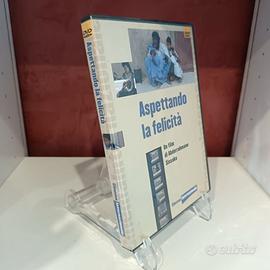 Aspettando la felicità
Aspettando
la felicità
Un film
di Abderrahmane
Sissako
subito